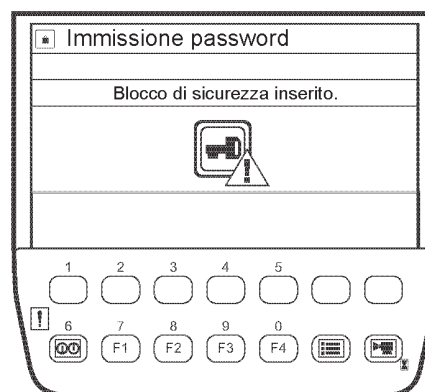 Immissione password
Blocco di sicurezza inserito.
1 2 3 4 5
6 7 8 9 0
F1 F2 F3 F4